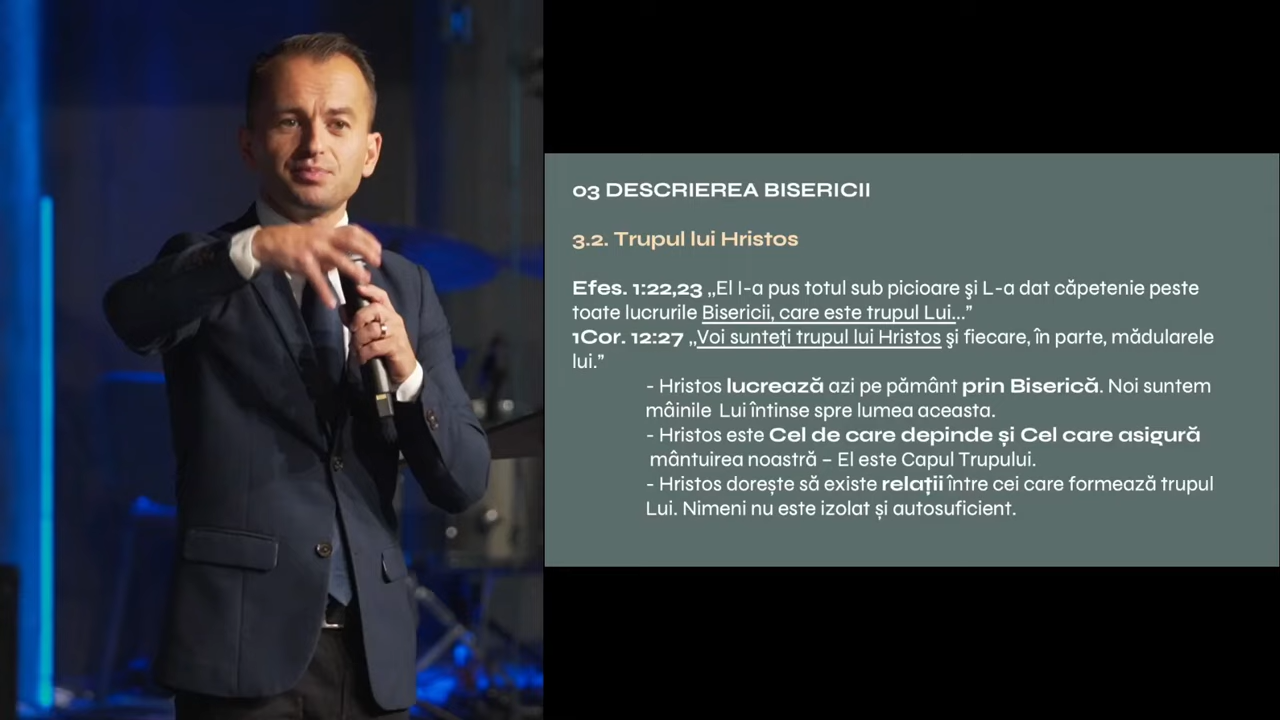 03 DESCRIEREA BISERICII
3.2. Trupul lui Hristos
Efes. 1:22,23 „El I-a pus totul sub picioare şi L-a dat căpetenie peste
toate lucrurile Bisericii, care este trupul Lui...”
1Cor. 12:27 „Voi sunteţi trupul lui Hristos şi fiecare, în parte, mădularele
lui.”
- Hristos lucrează azi pe pământ prin Biserică. Noi suntem
mâinile Lui întinse spre lumea aceasta.
- Hristos este Cel de care depinde și Cel care asigură
mântuirea noastră – El este Capul Trupului.
- Hristos dorește să existe relații între cei care formează trupul
Lui. Nimeni nu este izolat și autosuficient.